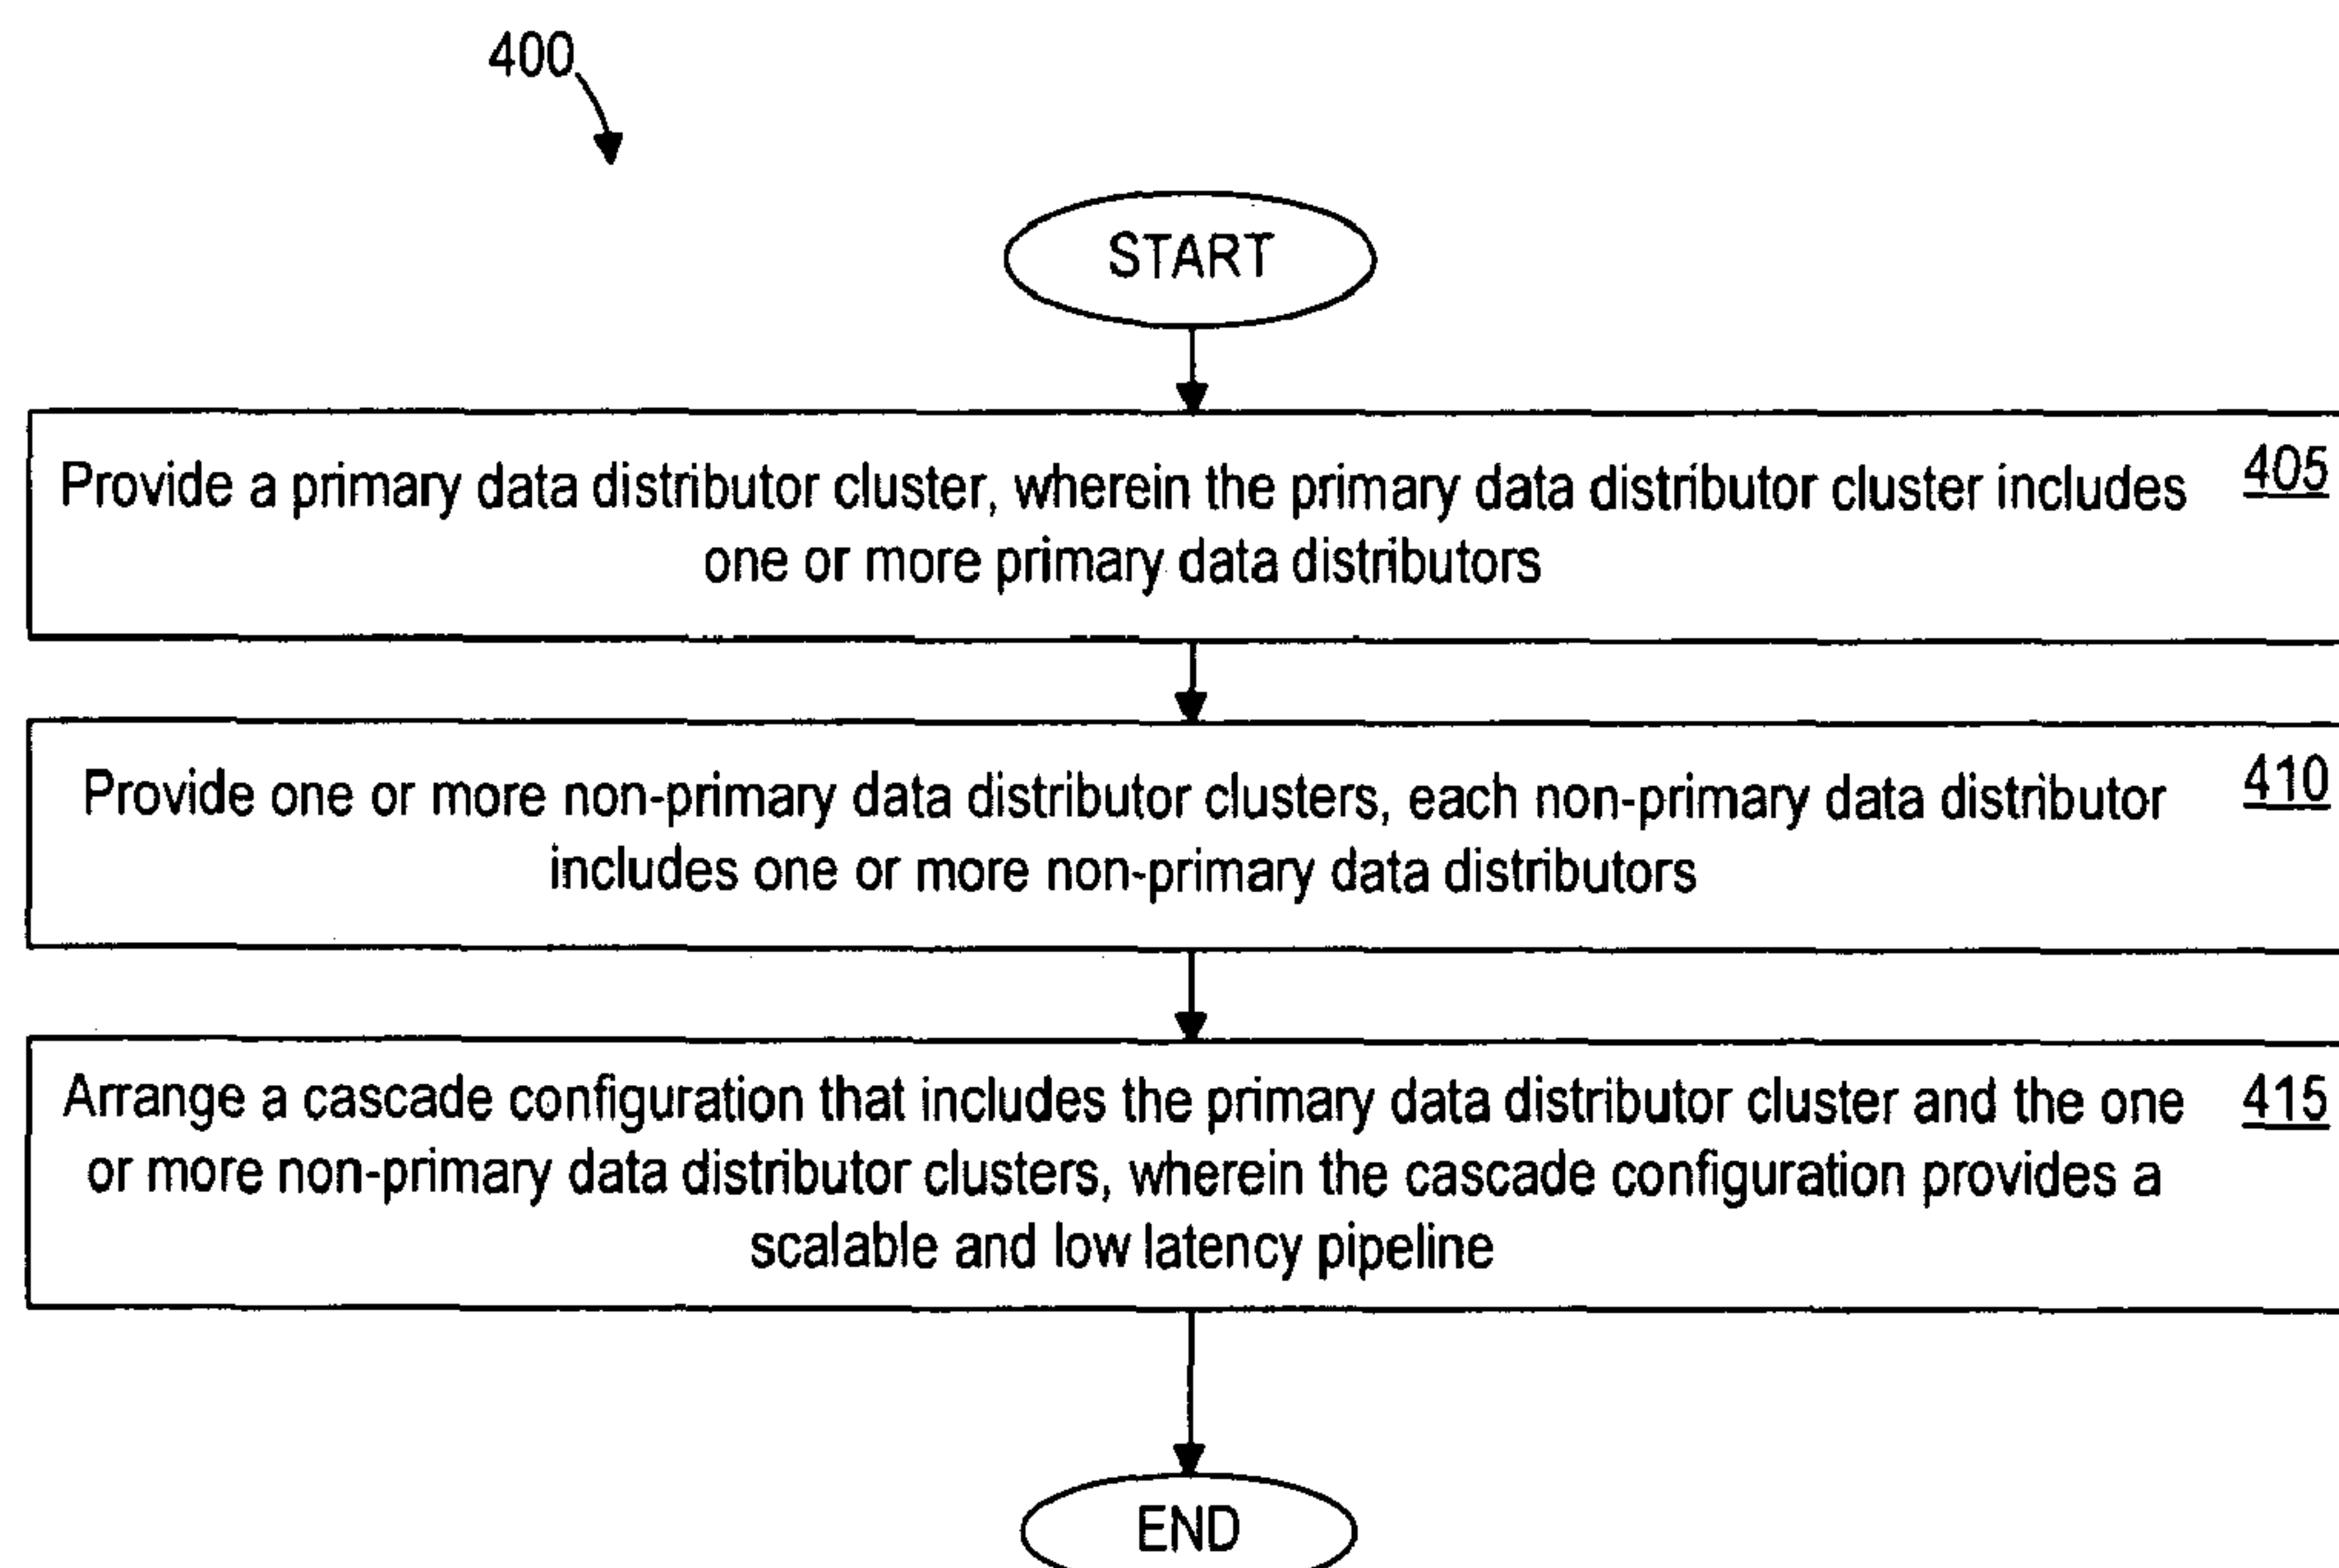 400
START
Provide a primary data distributor cluster, wherein the primary data distributor cluster includes 405
one or more primary data distributors
Provide one or more non-primary data distributor clusters, each non-primary data distributor 410
includes one or more non-primary data distributors
Arrange a cascade configuration that includes the primary data distributor cluster and the one 415
or more non-primary data distributor clusters, wherein the cascade configuration provides a
scalable and low latency pipeline
END